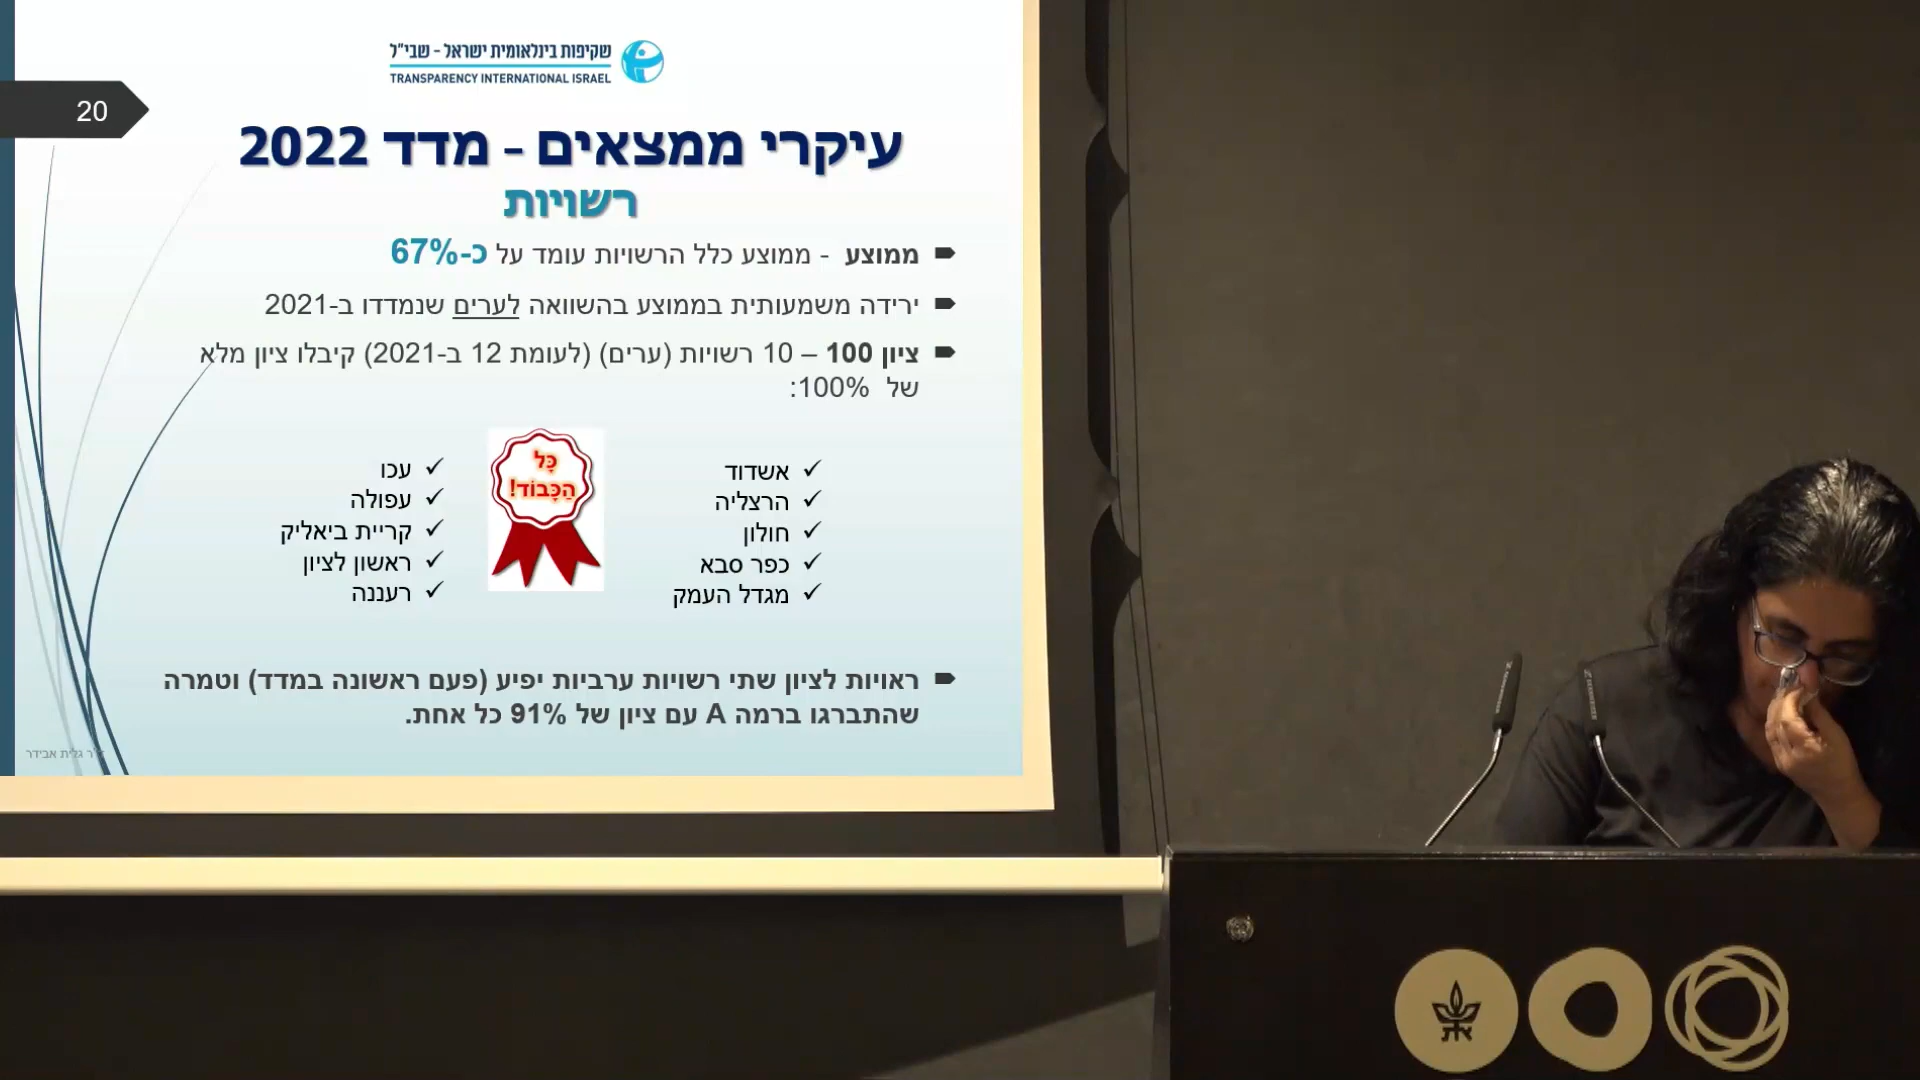 שקיפות בינלאומית ישראל - שבי"ל
TRANSPARENCY INTERNATIONAL ISRAEL
20
עיקרי ממצאים - מדד 2022
רשויות
ממוצע - ממוצע כלל הרשויות עומד על כ-67%
ירידה משמעותית בממוצע בהשוואה לערים שנמדדו ב-2021
ציון 100 – 10 רשויות (ערים) (לעומת 12 ב-2021) קיבלו ציון מלא
של 100%:
אשדוד
הרצליה
חולון
כפר סבא
מגדל העמק
כָּל
הַכָּבוֹד!
עכו
עפולה
קריית ביאליק
ראשון לציון
רעננה
ראויות לציון שתי רשויות ערביות יפיע (פעם ראשונה במדד) וטמרה
שהתברגו ברמה A עם ציון של 91% כל אחת.
ד"ר גלית אבידר